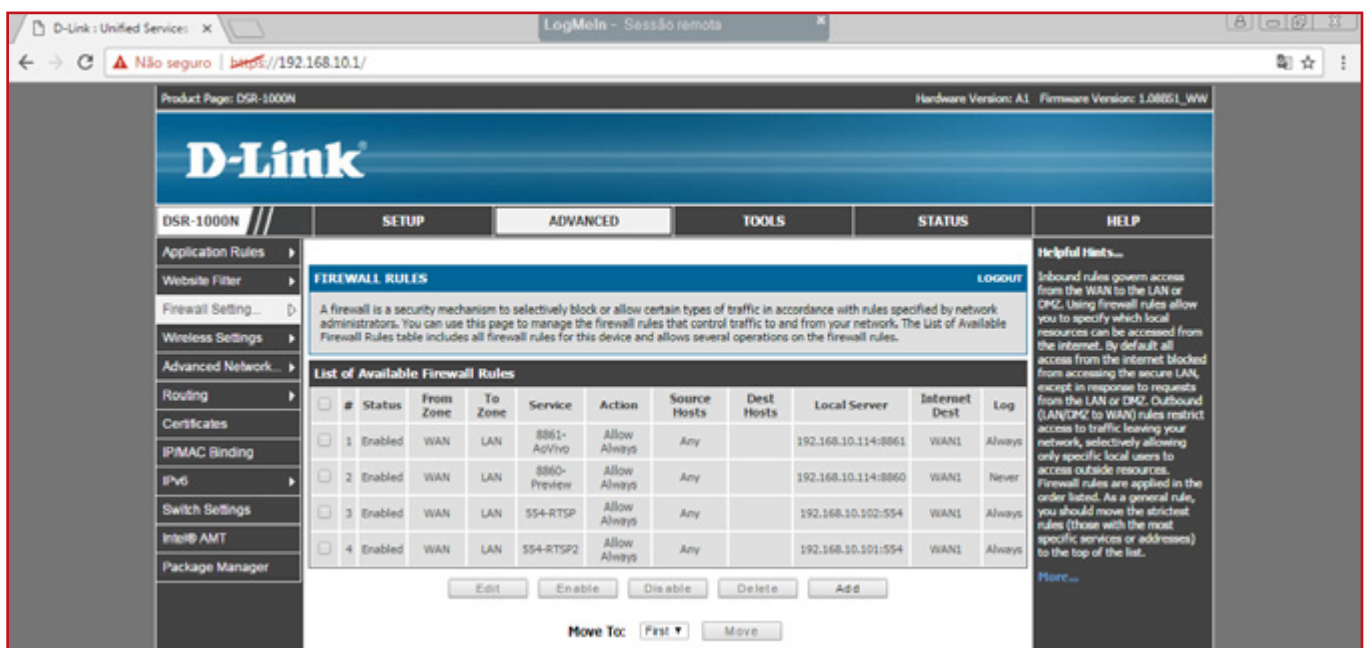 D-Link : Unified Services
LogMeIn - Sessão remota
Não seguro | https://192.168.10.1/
Product Page: DSR-1000N
Hardware Version: A1 Firmware Version: 1.08B51_WW
D-Link
DSR-1000N
SETUP
ADVANCED
TOOLS
STATUS
HELP
Application Rules
Website Filter
Firewall Setting...
Wireless Settings
Advanced Network...
Routing
Certificates
IP/MAC Binding
IPv6
Switch Settings
Intel® AMT
Package Manager
FIREWALL RULES
LOGOUT
A firewall is a security mechanism to selectively block or allow certain types of traffic in accordance with rules specified by network
administrators. You can use this page to manage the firewall rules that control traffic to and from your network. The List of Available
Firewall Rules table includes all firewall rules for this device and allows several operations on the firewall rules.
List of Available Firewall Rules
# Status From Zone To Zone Service Action Source Hosts Dest Hosts Local Server Internet Dest Log
1 Enabled WAN LAN 8861-AoVivo Allow Always Any 192.168.10.114:8861 WAN1 Always
2 Enabled WAN LAN 8860-Preview Allow Always Any 192.168.10.114:8860 WAN1 Never
3 Enabled WAN LAN 554-RTSP Allow Always Any 192.168.10.102:554 WAN1 Always
4 Enabled WAN LAN 554-RTSP2 Allow Always Any 192.168.10.101:554 WAN1 Always
Edit
Enable
Disable
Delete
Add
Move To: First Move
Helpful Hints...
Inbound rules govern access
from the WAN to the LAN or
DMZ. Using firewall rules allow
you to specify which local
resources can be accessed from
the internet. By default all
access from the internet blocked
from accessing the secure LAN,
except in response to requests
from the LAN or DMZ. Outbound
(LAN/DMZ to WAN) rules restrict
access to traffic leaving your
network, selectively allowing
only specific local users to
access outside resources.
Firewall rules are applied in the
order listed. As a general rule,
you should move the strictest
rules (those with the most
specific services or addresses)
to the top of the list.
More...